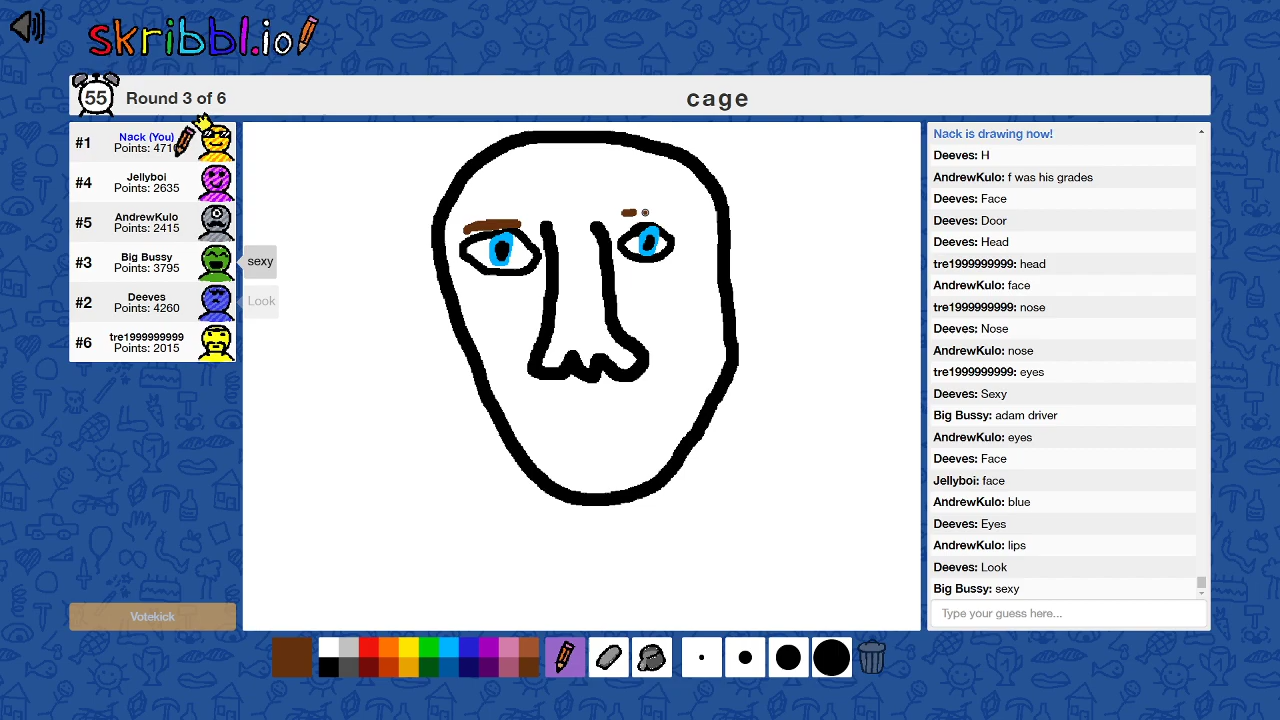 skribbl.io
55 Round 3 of 6 cage
#1 Nack (You)
Points: 4710
#4 Jellyboi
Points: 2635
#5 AndrewKulo
Points: 2415
#3 Big Bussy
Points: 3795
sexy
#2 Deeves
Points: 4260
Look
#6 tre1999999999
Points: 2015
Votekick
Nack is drawing now!
Deeves: H
AndrewKulo: f was his grades
Deeves: Face
Deeves: Door
Deeves: Head
tre1999999999: head
AndrewKulo: face
tre1999999999: nose
Deeves: Nose
AndrewKulo: nose
tre1999999999: eyes
Deeves: Sexy
Big Bussy: adam driver
AndrewKulo: eyes
Deeves: Face
Jellyboi: face
AndrewKulo: blue
Deeves: Eyes
AndrewKulo: lips
Deeves: Look
Big Bussy: sexy
Type your guess here...